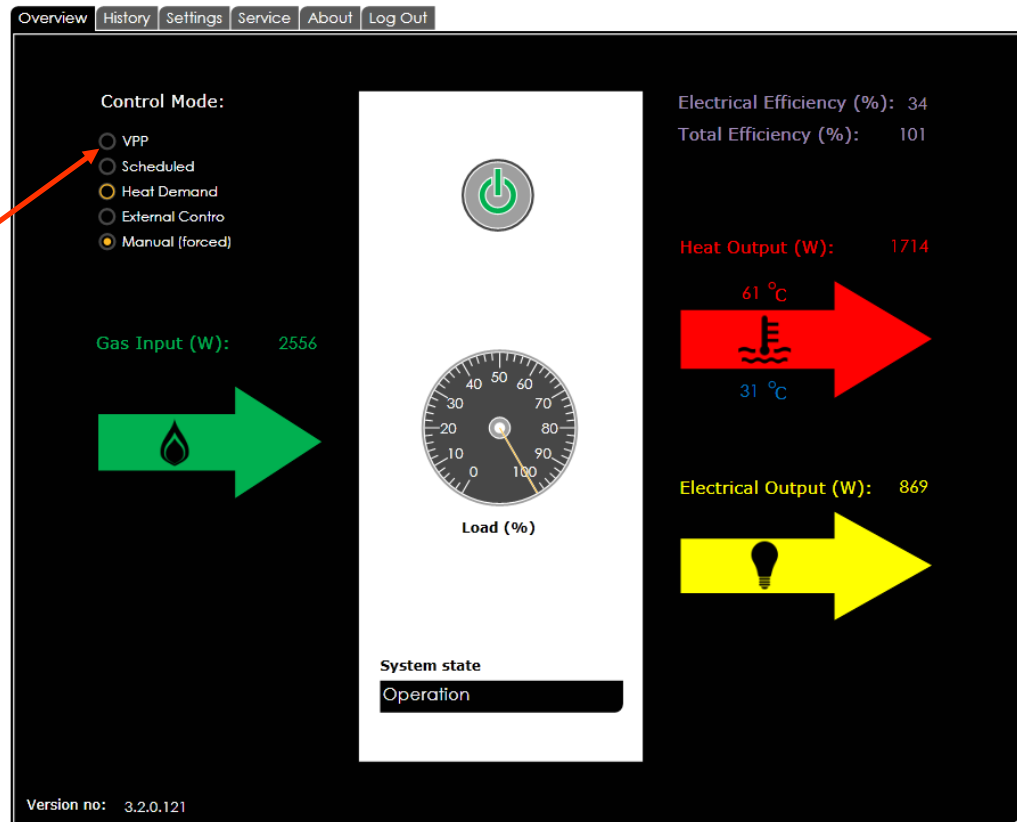 Overview History Settings Service About Log Out
Control Mode:
VPP
Scheduled
Heat Demand
External Contro
Manual (forced)
Gas Input (W): 2556
40 50 60
30 70
20 80
10 90
0 100
Load (%)
System state
Operation
Electrical Efficiency (%): 34
Total Efficiency (%): 101
Heat Output (W): 1714
61 °C
31 °C
Electrical Output (W): 869
Version no: 3.2.0.121